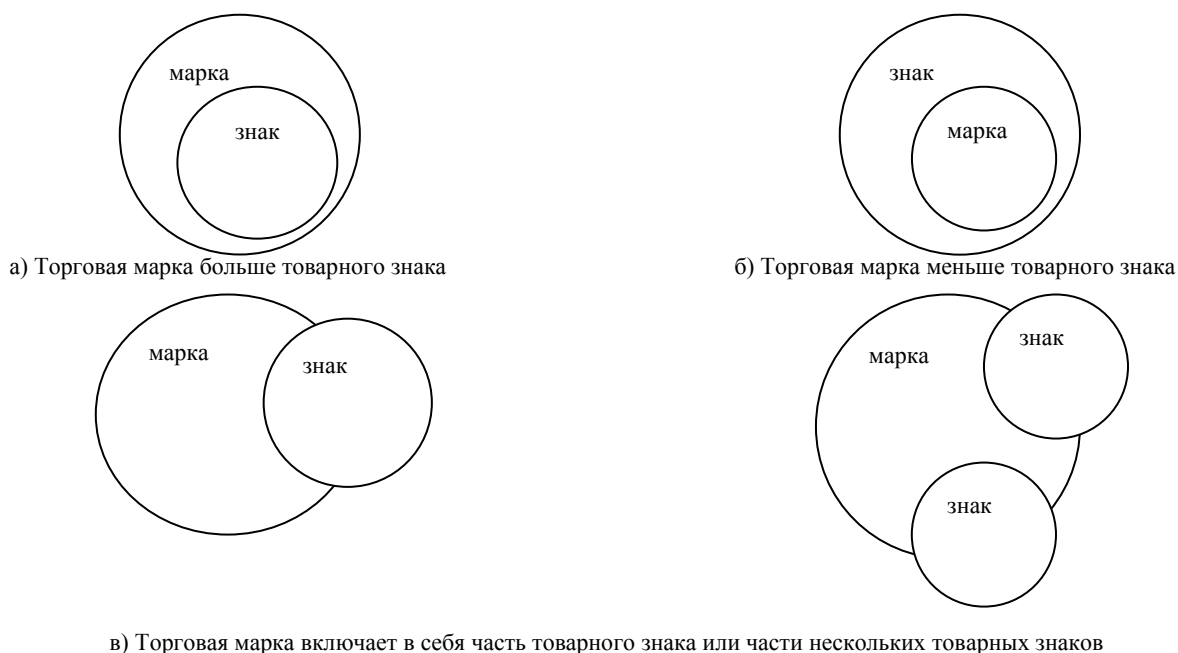 марка
знак
знак
марка
а) Торговая марка больше товарного знака
б) Торговая марка меньше товарного знака
марка
знак
марка
знак
знак
в) Торговая марка включает в себя часть товарного знака или части нескольких товарных знаков